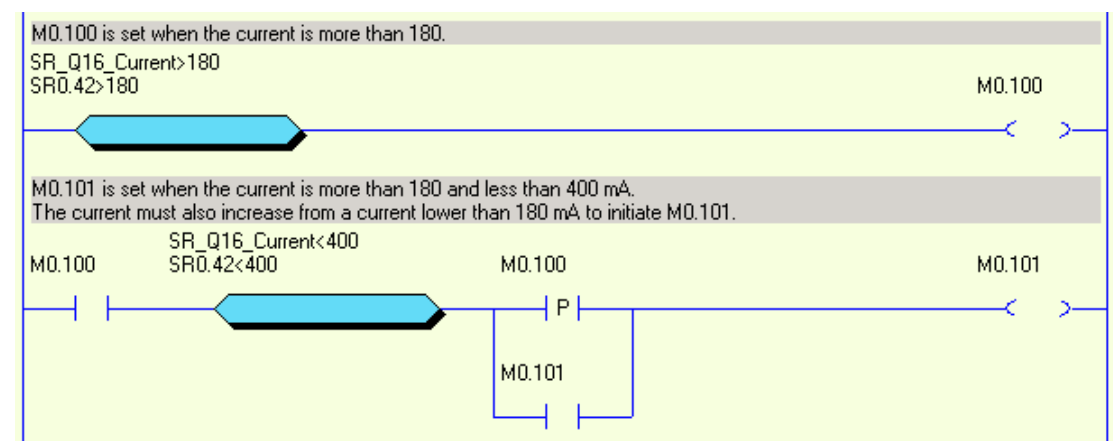 M0.100 is set when the current is more than 180.
SR_Q16_Current>180
SR0.42>180
M0.100
M0.101 is set when the current is more than 180 and less than 400 mA.
The current must also increase from a current lower than 180 mA to initiate M0.101.
SR_Q16_Current<400
M0.100
SR0.42<400
M0.100
M0.101
P
M0.101